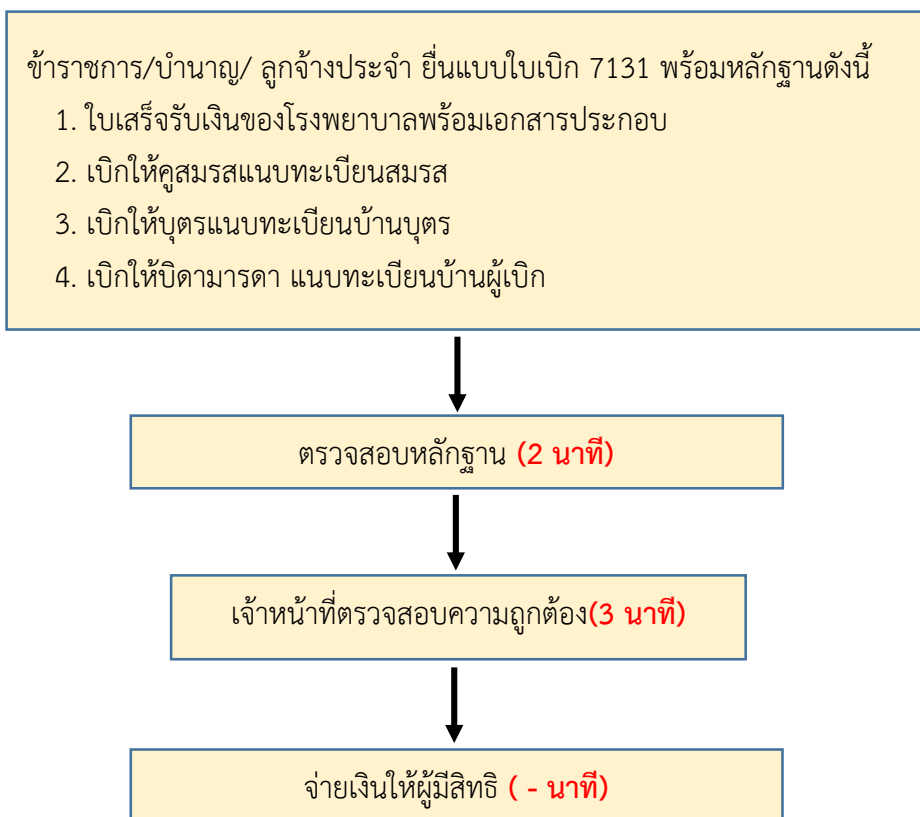 ข้าราชการ/บำนาญ/ ลูกจ้างประจำ ยื่นแบบใบเบิก 7131 พร้อมหลักฐานดังนี้
1. ใบเสร็จรับเงินของโรงพยาบาลพร้อมเอกสารประกอบ
2. เบิกให้คูสมรสแนบทะเบียนสมรส
3. เบิกให้บุตรแนบทะเบียนบ้านบุตร
4. เบิกให้บิดามารดา แนบทะเบียนบ้านผู้เบิก
ตรวจสอบหลักฐาน (2 นาที)
เจ้าหน้าที่ตรวจสอบความถูกต้อง(3 นาที)
จ่ายเงินให้ผู้มีสิทธิ ( - นาที)